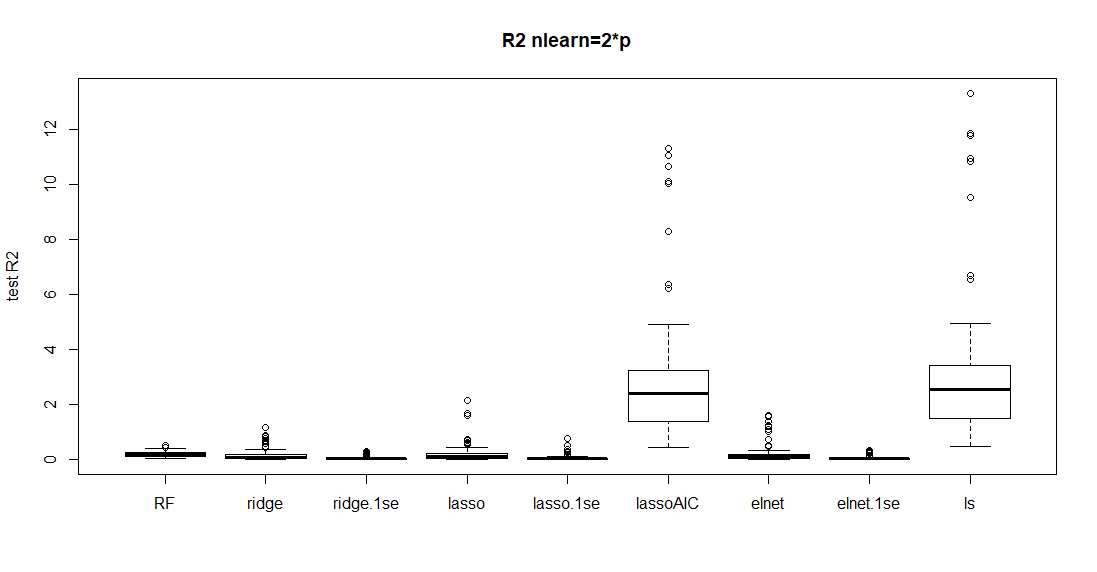 R2 nlearn=2*p
test R2
12
10
8
6
4
2
0
RF ridge ridge.1se lasso lasso.1se lassoAIC elnet elnet.1se ls